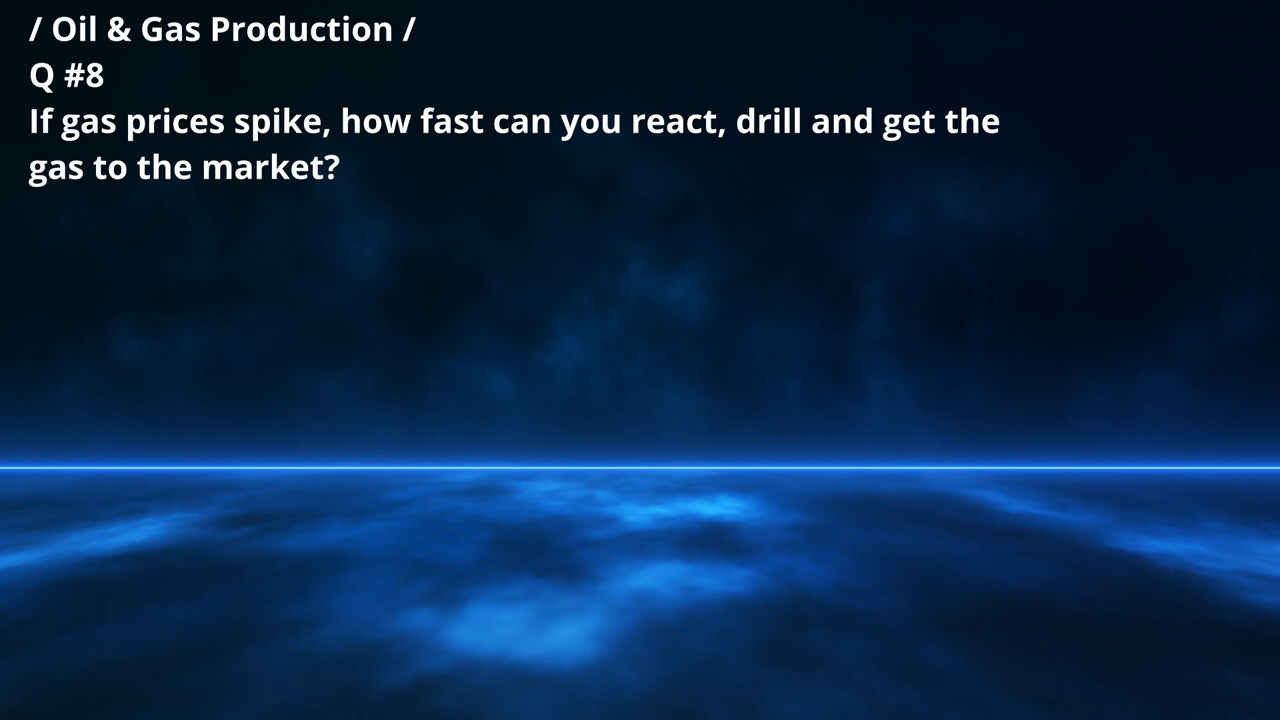 / Oil & Gas Production /
Q #8
If gas prices spike, how fast can you react, drill and get the
gas to the market?